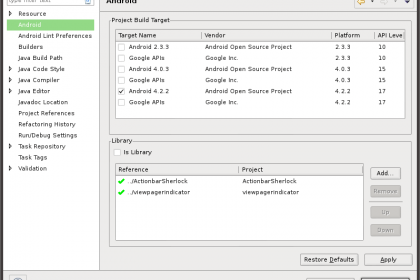 type filter text
Android
Resource
Android
Android Lint Preferences
Builders
Java Build Path
Java Code Style
Java Compiler
Java Editor
Javadoc Location
Project References
Refactoring History
Run/Debug Settings
Task Repository
Task Tags
Validation
Project Build Target
Target Name Vendor Platform API Level
Android 2.3.3 Android Open Source Project 2.3.3 10
Google APIs Google Inc. 2.3.3 10
Android 4.0.3 Android Open Source Project 4.0.3 15
Google APIs Google Inc. 4.0.3 15
Android 4.2.2 Android Open Source Project 4.2.2 17
Google APIs Google Inc. 4.2.2 17
Library
Is Library
Reference Project
../ActionbarSherlock ActionbarSherlock
../viewpagerindicator viewpagerindicator
Add...
Remove
Up
Down
Restore Defaults Apply